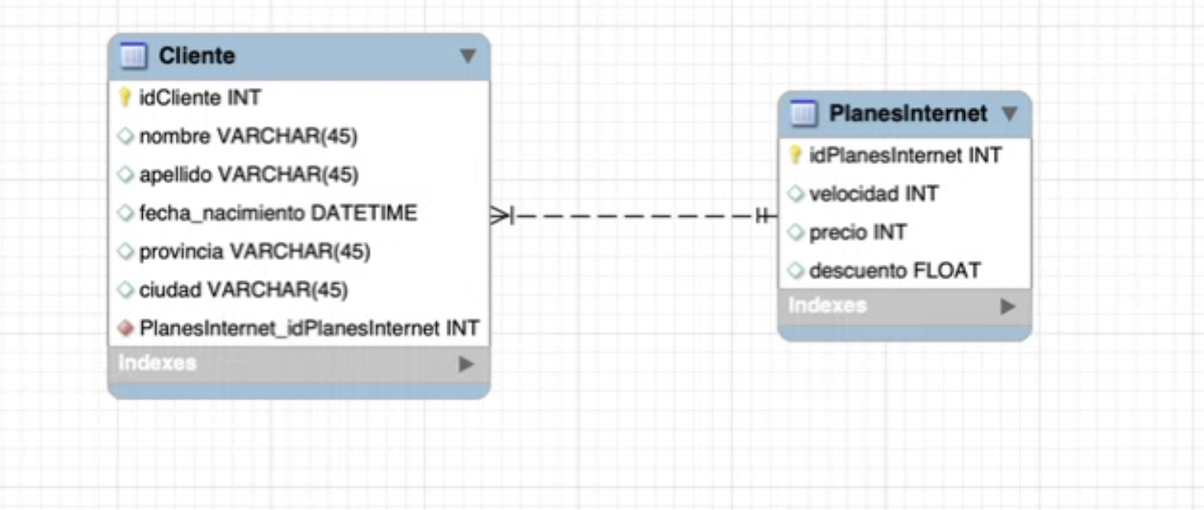 Cliente
idCliente INT
nombre VARCHAR(45)
apellido VARCHAR(45)
fecha_nacimiento DATETIME
provincia VARCHAR(45)
ciudad VARCHAR(45)
PlanesInternet_idPlanesInternet INT
Indexes
PlanesInternet
idPlanesInternet INT
velocidad INT
precio INT
descuento FLOAT
Indexes